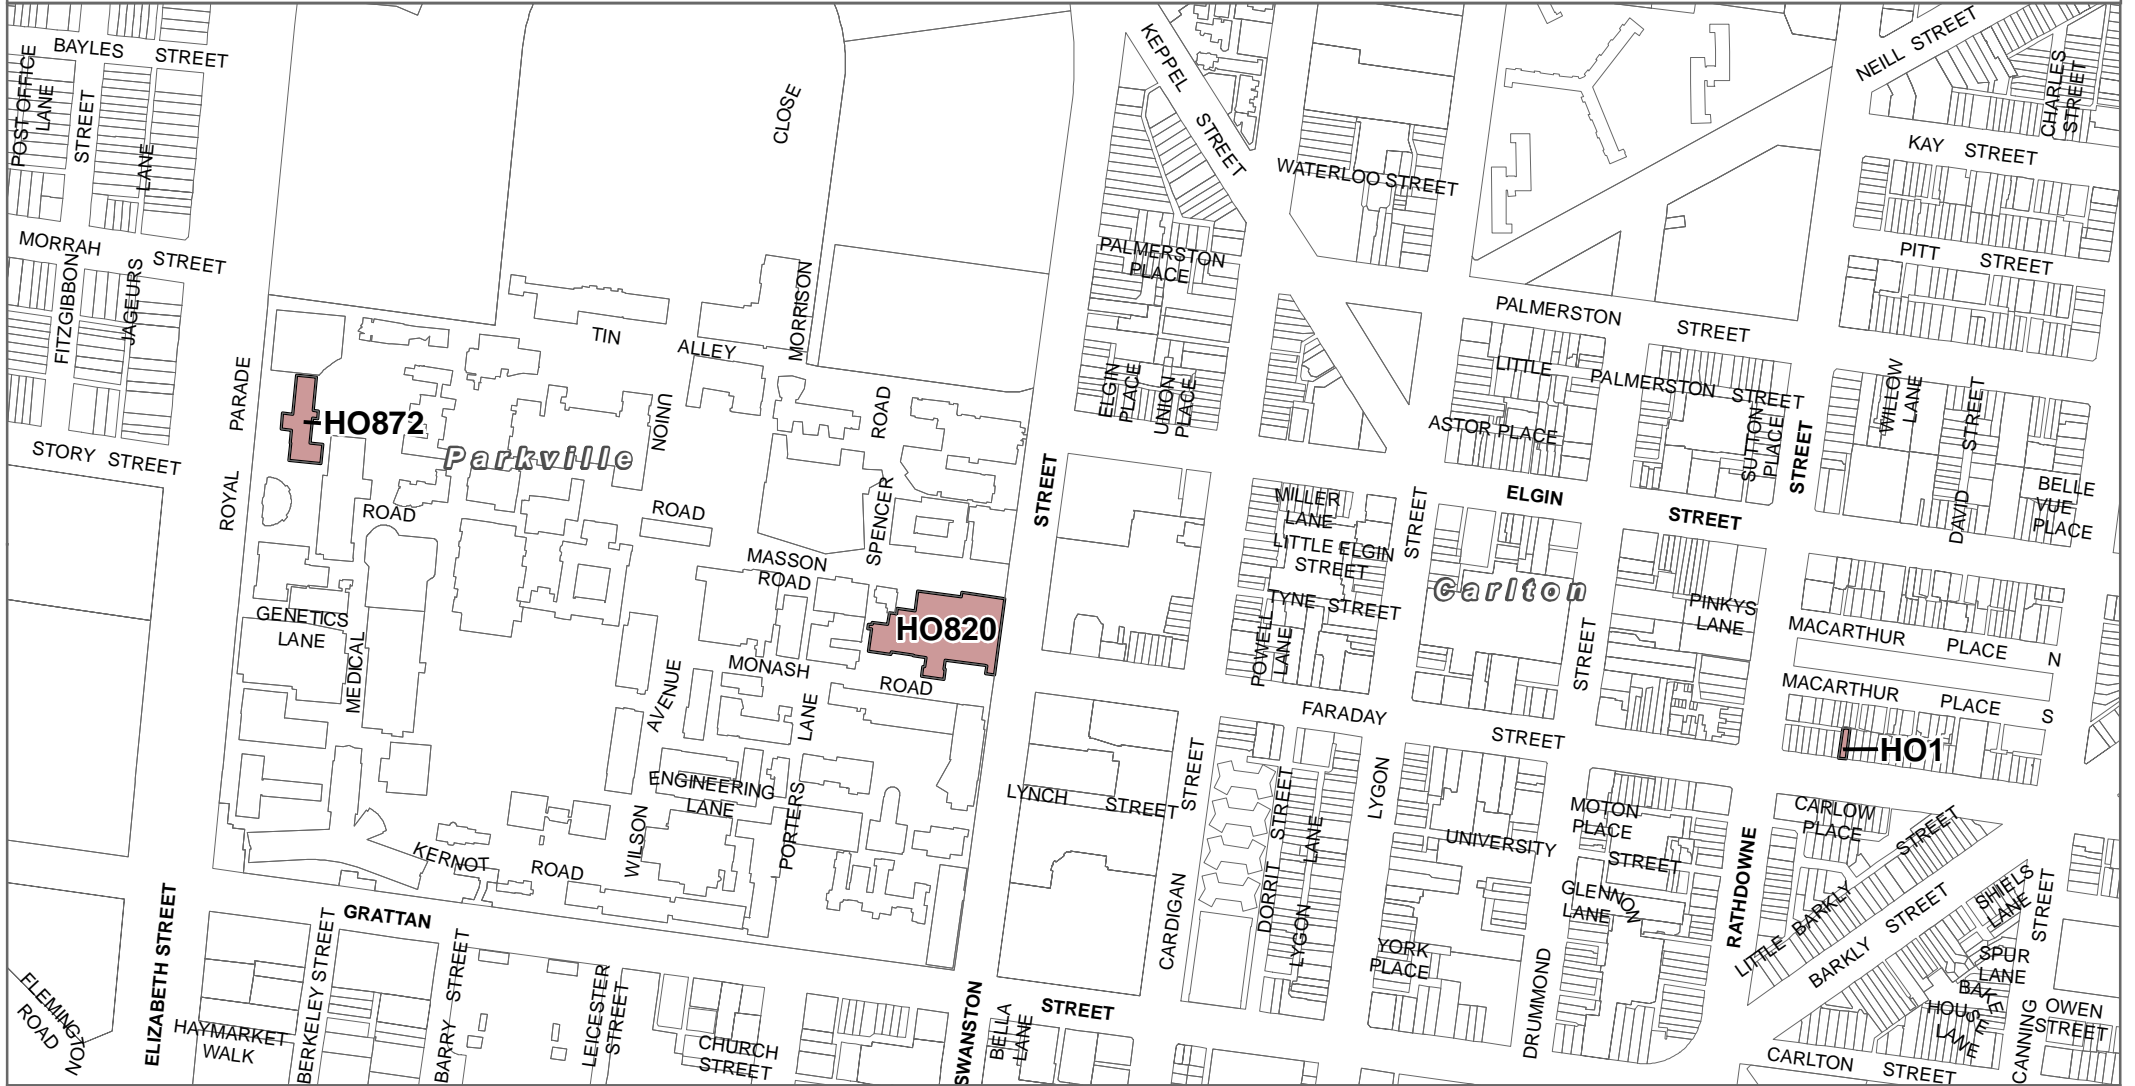 BAYLES STREET
POST OFFICE
LANE
STREET
LANE
MORRAH STREET
FITZGIBBON
JAGEURS
STORY STREET
ROYAL PARADE
CLOSE
MORRISON
TIN ALLEY
UNION
ROAD
SPENCER
HO872
Parkville
ROAD
ROAD
MASSON
ROAD
GENETICS
LANE
MEDICAL
HO820
MONASH ROAD
AVENUE
WILSON
LANE
PORTERS
ENGINEERING
LANE
KERNOT ROAD
GRATTAN STREET
ELIZABETH STREET
FLEMINGTON
ROAD
HAYMARKET
WALK
BERKELEY STREET
BARRY STREET
LEICESTER
STREET
CHURCH
STREET
SWANSTON STREET
BELLA
LANE
KEPPEL STREET
WATERLOO STREET
NEILL STREET
CHARLES
STREET
KAY STREET
PITT STREET
PALMERSTON
PLACE
PALMERSTON STREET
ELGIN
PLACE
UNION
PLACE
LITTLE PALMERSTON STREET
ASTOR PLACE
SUTTON
PLACE
WILLOW
LANE
DAVID STREET
BELLE
VUE
PLACE
ELGIN STREET
MILLER
LANE
LITTLE ELGIN
STREET
TYNE STREET
POWELL
LANE
Carlton
PINKYS
LANE
MACARTHUR PLACE N
MACARTHUR PLACE S
HO1
FARADAY STREET
LYNCH STREET
CARDIGAN STREET
DORRIT STREET
LYGON LANE
LYGON STREET
UNIVERSITY STREET
MOTON
PLACE
GLENNON
LANE
YORK
PLACE
DRUMMOND STREET
RATHDOWNE STREET
CARLOW
PLACE
LITTLE BARKLY STREET
BARKLY STREET
SHIELS
LANE
SPUR
LANE
BAKE
HOUSE
LANE
CANNING STREET
OWEN
STREET
CARLTON STREET